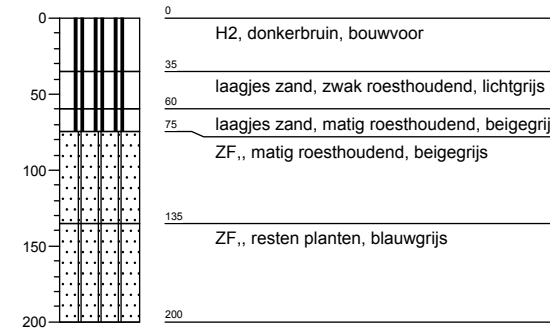 0
0
H2, donkerbruin, bouwvoor
35
laagjes zand, zwak roesthoudend, lichtgrijs
50
60
laagjes zand, matig roesthoudend, beigegrij
75
ZF,, matig roesthoudend, beigegrijs
100
135
ZF,, resten planten, blauwgrijs
150
200
200